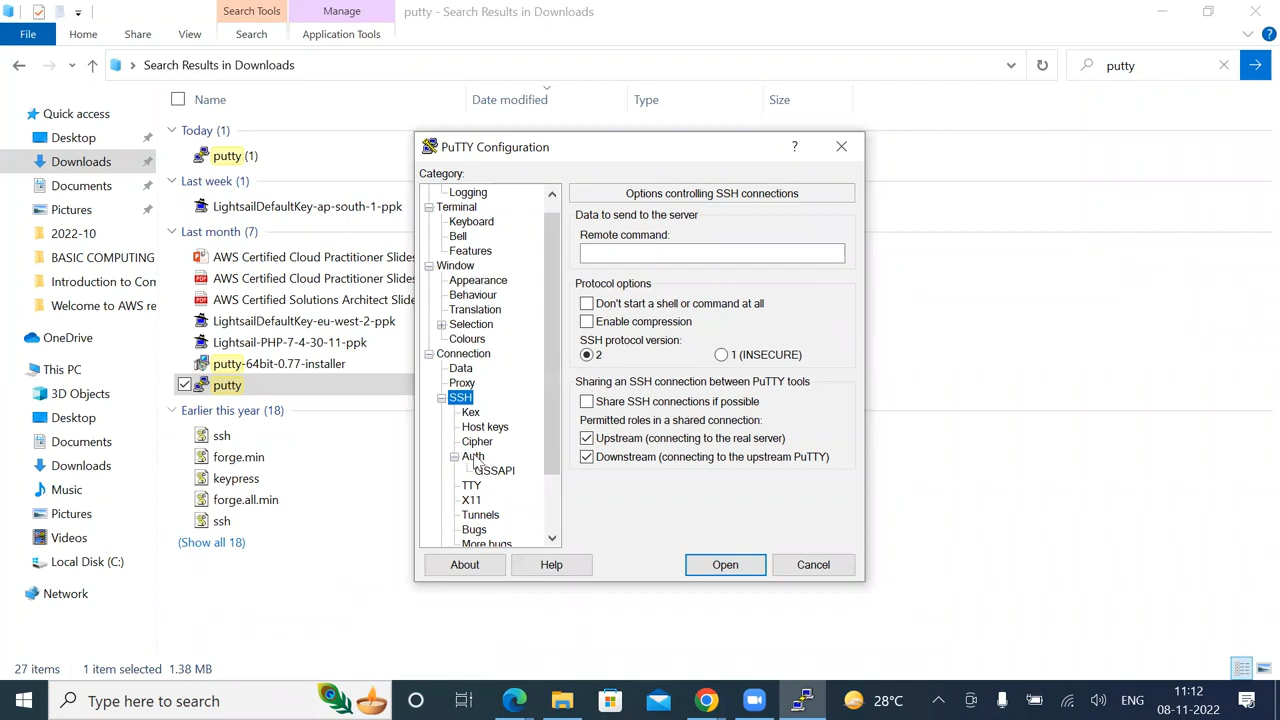 Search Tools
Manage
putty - Search Results in Downloads
File
Home
Share
View
Search
Application Tools
Search Results in Downloads
putty
Name
Date modified
Type
Size
Quick access
Desktop
Downloads
Documents
Pictures
2022-10
BASIC COMPUTING
Introduction to Com
Welcome to AWS re
OneDrive
This PC
3D Objects
Desktop
Documents
Downloads
Music
Pictures
Videos
Local Disk (C:)
Network
Today (1)
putty (1)
Last week (1)
LightsailDefaultKey-ap-south-1-ppk
Last month (7)
AWS Certified Cloud Practitioner Slides
AWS Certified Cloud Practitioner Slides
AWS Certified Solutions Architect Slide
LightsailDefaultKey-eu-west-2-ppk
Lightsail-PHP-7-4-30-11-ppk
putty-64bit-0.77-installer
putty
Earlier this year (18)
ssh
forge.min
keypress
forge.all.min
ssh
(Show all 18)
PuTTY Configuration
?
Category:
Logging
Terminal
Keyboard
Bell
Features
Window
Appearance
Behaviour
Translation
Selection
Colours
Connection
Data
Proxy
SSH
Kex
Host keys
Cipher
Auth
GSSAPI
TTY
X11
Tunnels
Bugs
More bugs
Options controlling SSH connections
Data to send to the server
Remote command:
Protocol options
Don't start a shell or command at all
Enable compression
SSH protocol version:
2
1 (INSECURE)
Sharing an SSH connection between PuTTY tools
Share SSH connections if possible
Permitted roles in a shared connection:
Upstream (connecting to the real server)
Downstream (connecting to the upstream PuTTY)
About
Help
Open
Cancel
27 items
1 item selected 1.38 MB
Type here to search
28°C
ENG
11:12
08-11-2022